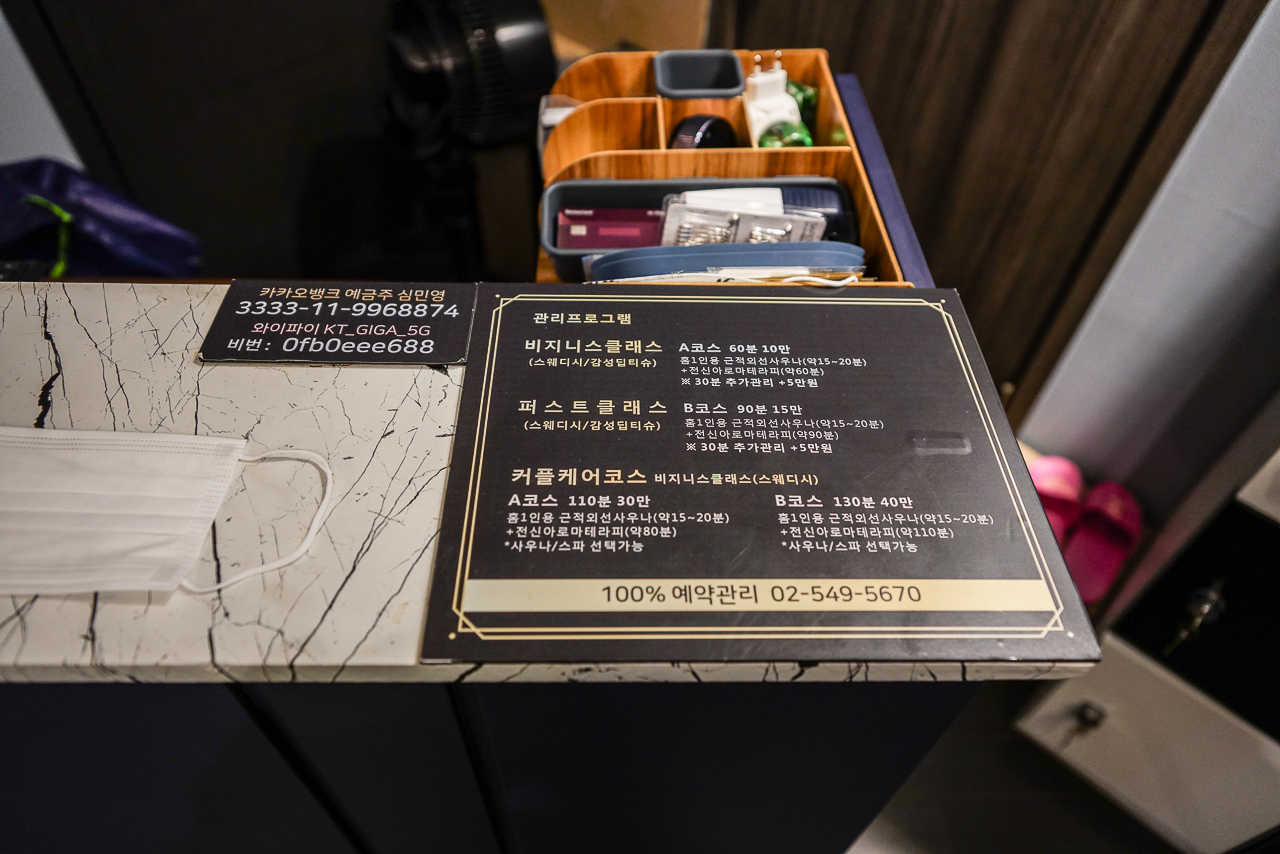 카카오뱅크 예금주 심민영
3333-11-9968874
와이파이 KT_GIGA_5G
비번: 0fb0eee688
관리프로그램
비지니스클래스 A코스 60분 10만
(스웨디시/감성딥티슈) 홈1인용 근적외선사우나(약15~20분)
+전신아로마테라피(약60분)
※ 30분 추가관리 +5만원
퍼스트클래스 B코스 90분 15만
(스웨디시/감성딥티슈) 홈1인용 근적외선사우나(약15~20분)
+전신아로마테라피(약90분)
※ 30분 추가관리 +5만원
커플케어코스 비지니스클래스(스웨디시)
A코스 110분 30만
홈1인용 근적외선사우나(약15~20분)
+전신아로마테라피(약80분)
*사우나/스파 선택가능
B코스 130분 40만
홈1인용 근적외선사우나(약15~20분)
+전신아로마테라피(약110분)
*사우나/스파 선택가능
100% 예약관리 02-549-5670